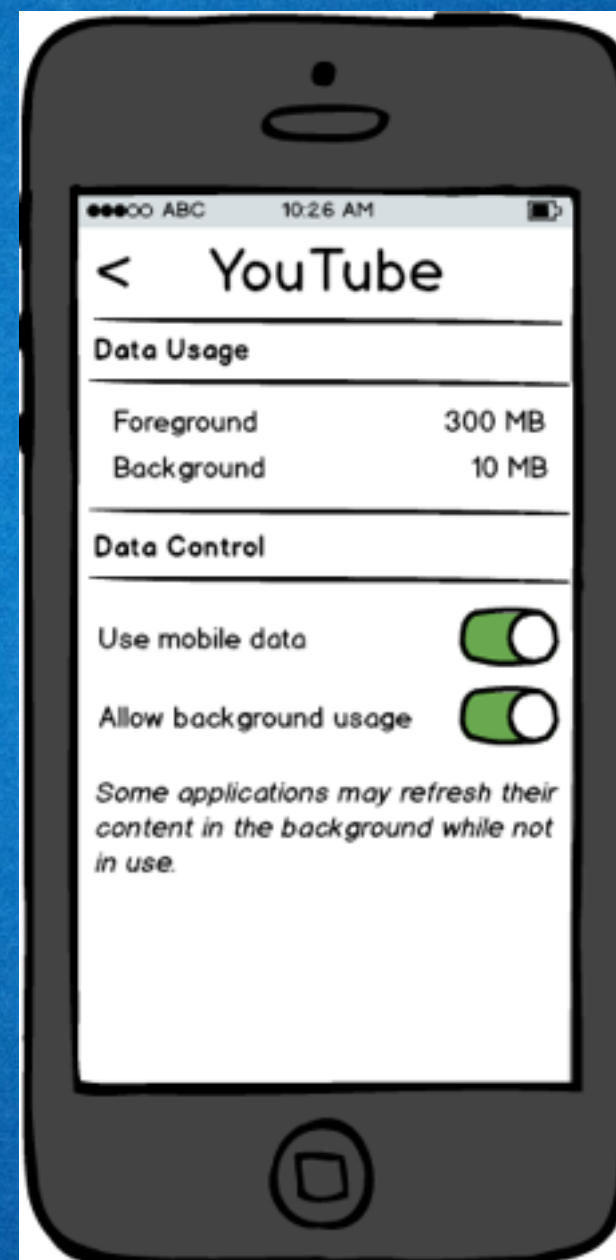 ABC 10:26 AM
< YouTube
Data Usage
Foreground 300 MB
Background 10 MB
Data Control
Use mobile data
Allow background usage
Some applications may refresh their
content in the background while not
in use.